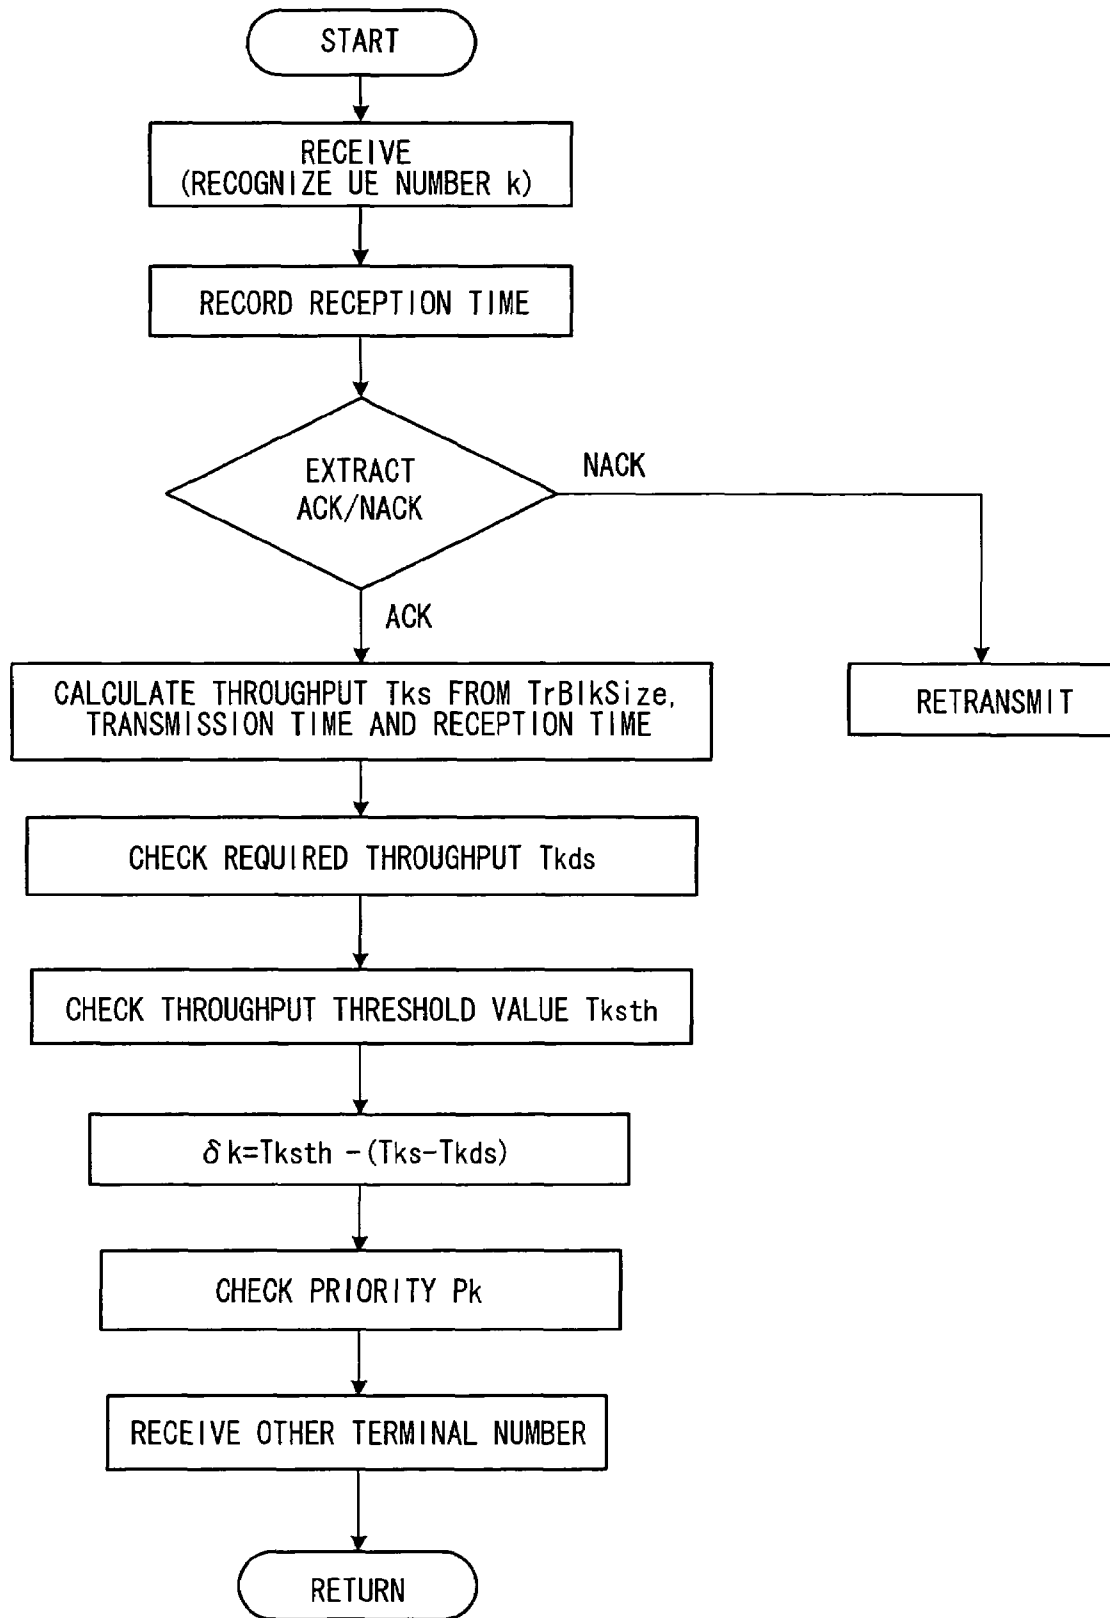 START
RECEIVE
(RECOGNIZE UE NUMBER k)
RECORD RECEPTION TIME
EXTRACT
ACK/NACK
NACK
ACK
CALCULATE THROUGHPUT Tks FROM TrBlkSize,
TRANSMISSION TIME AND RECEPTION TIME
RETRANSMIT
CHECK REQUIRED THROUGHPUT Tkds
CHECK THROUGHPUT THRESHOLD VALUE Tksth
δk=Tksth -(Tks-Tkds)
CHECK PRIORITY Pk
RECEIVE OTHER TERMINAL NUMBER
RETURN